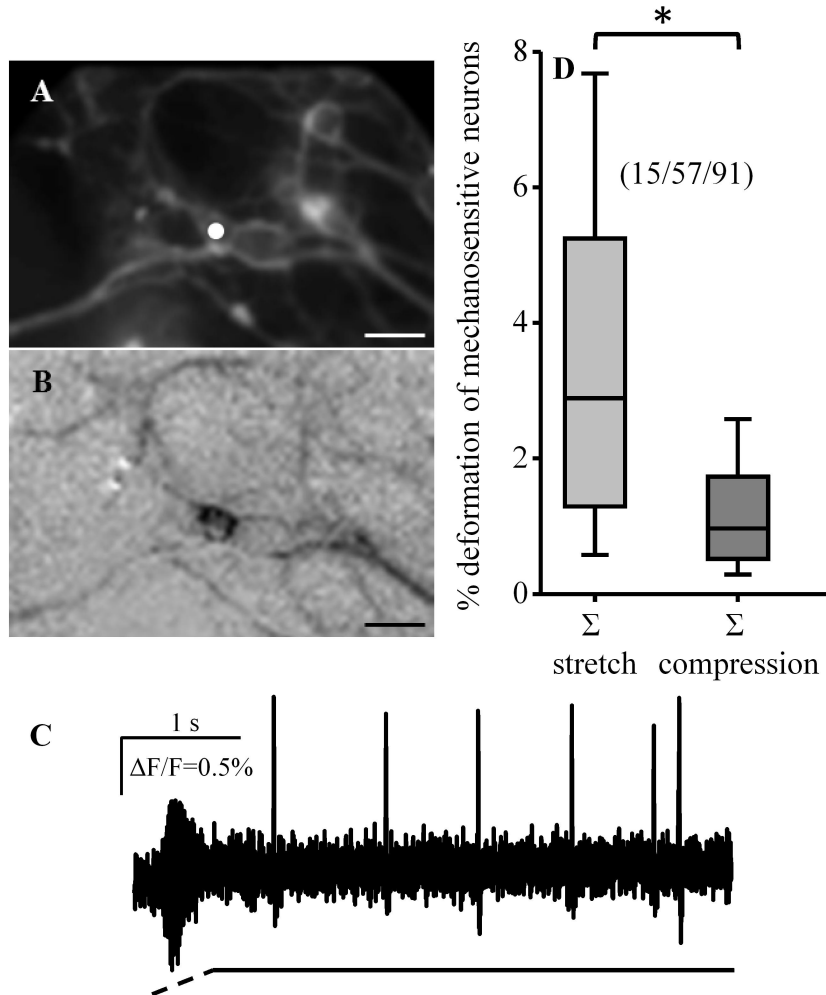 A
B
% deformation of mechanosensitive neurons
8
6
4
2
0
D
*
(15/57/91)
Σ
stretch
Σ
compression
C
1 s
ΔF/F=0.5%